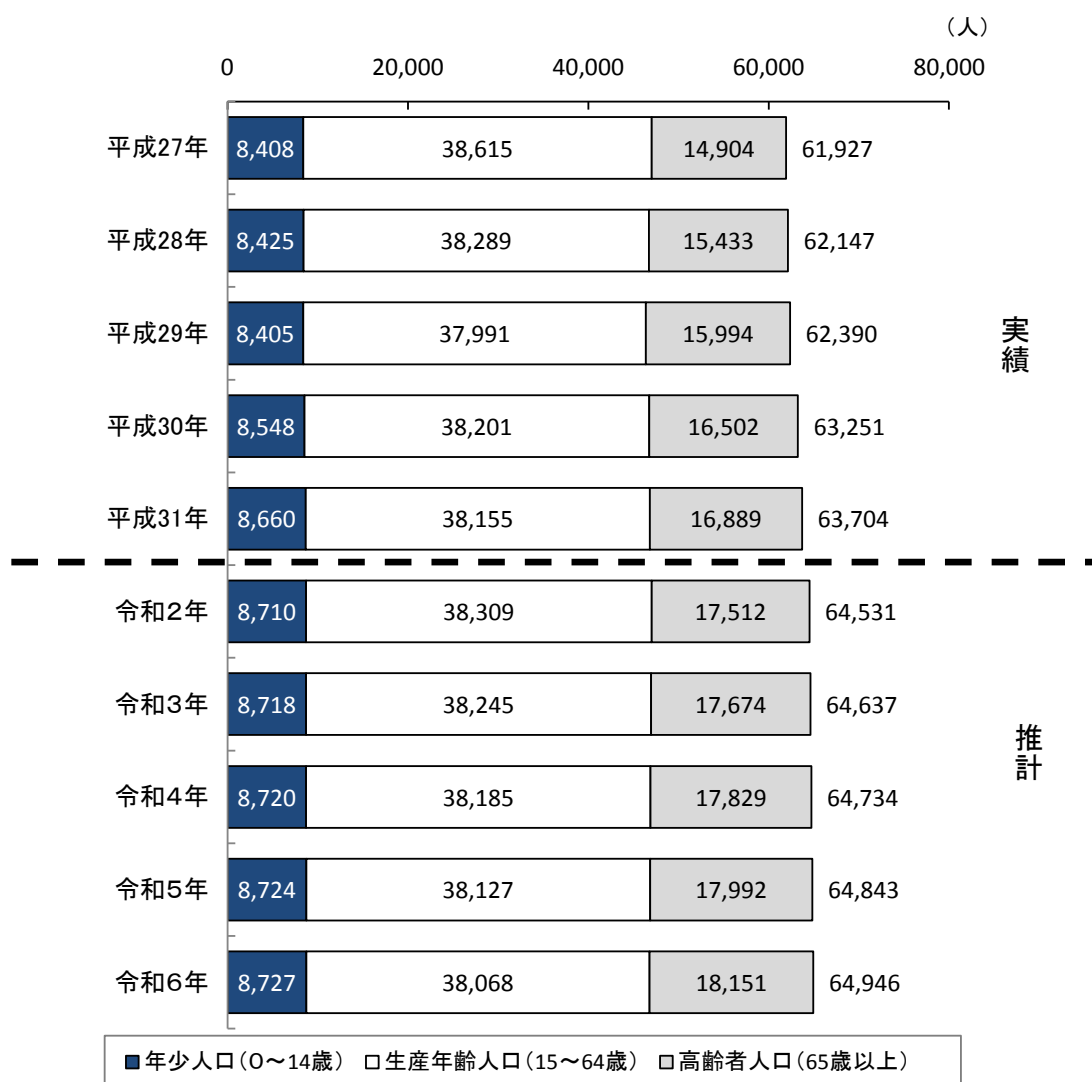 （人）
0 20,000 40,000 60,000 80,000
平成27年 8,408 38,615 14,904 61,927
平成28年 8,425 38,289 15,433 62,147
平成29年 8,405 37,991 15,994 62,390
平成30年 8,548 38,201 16,502 63,251
平成31年 8,660 38,155 16,889 63,704
実績
令和２年 8,710 38,309 17,512 64,531
令和３年 8,718 38,245 17,674 64,637
令和４年 8,720 38,185 17,829 64,734
令和５年 8,724 38,127 17,992 64,843
令和６年 8,727 38,068 18,151 64,946
推計
年少人口（０～14歳） 生産年齢人口（15～64歳） 高齢者人口（65歳以上）